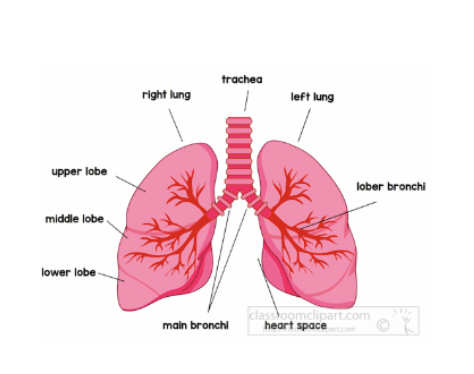 trachea
right lung
left lung
upper lobe
lober bronchi
middle lobe
lower lobe
main bronchi
heart space
classroomclipart.com
©